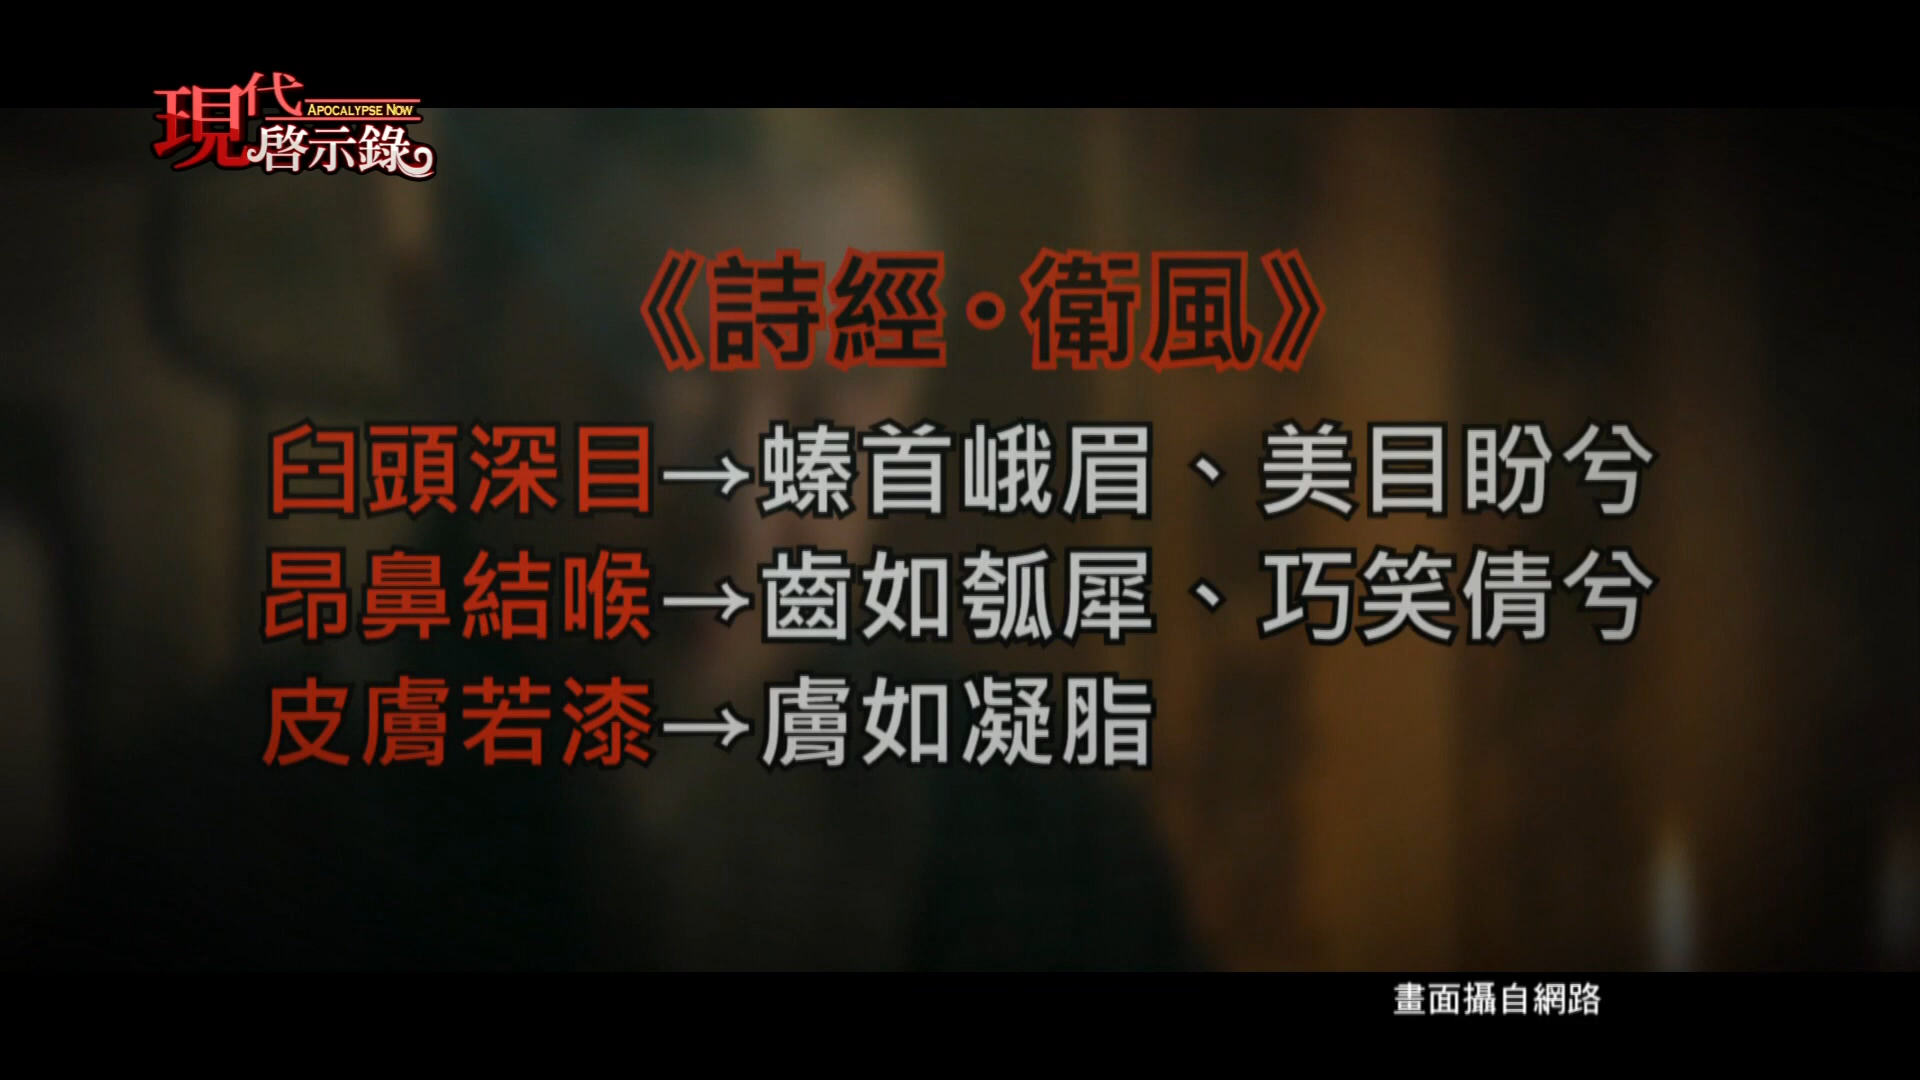 現代啓示錄
APOCALYPSE NOW
《詩經·衛風》
臼頭深目→螓首峨眉、美目盼兮
昂鼻結喉→齒如瓠犀、巧笑倩兮
皮膚若漆→膚如凝脂
畫面攝自網路